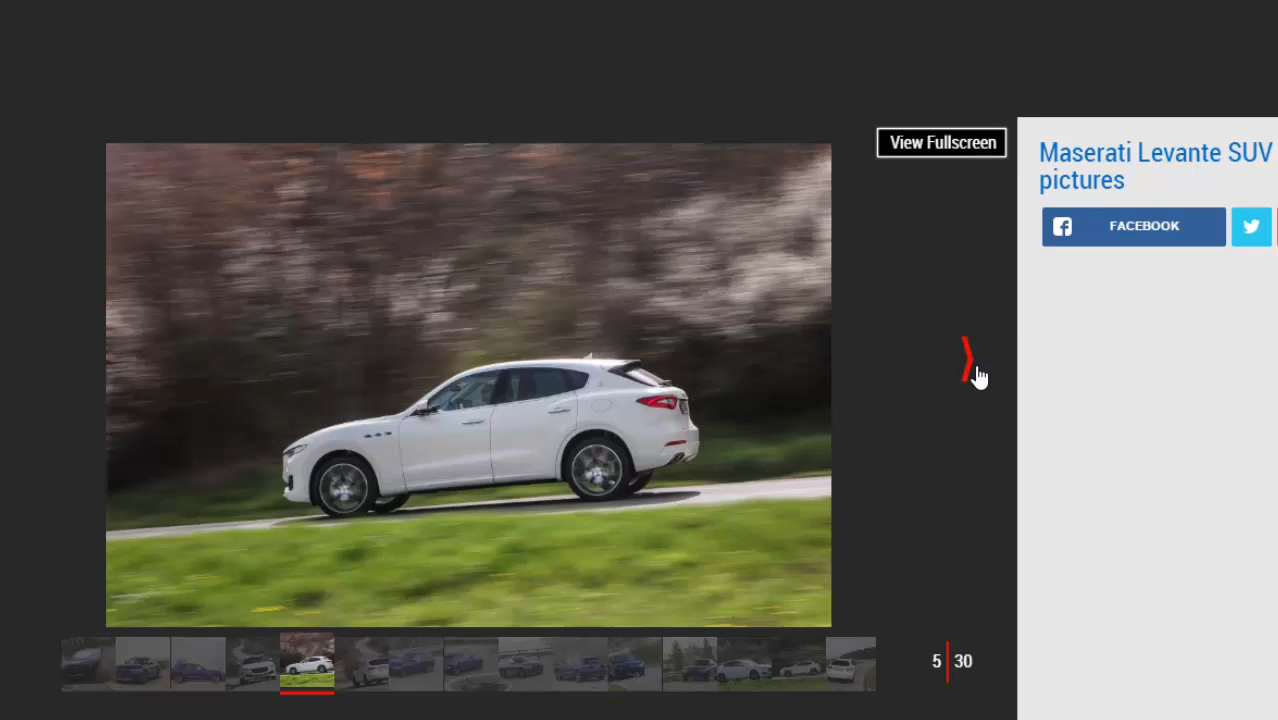 View Fullscreen
Maserati Levante SUV
pictures
FACEBOOK
5 30